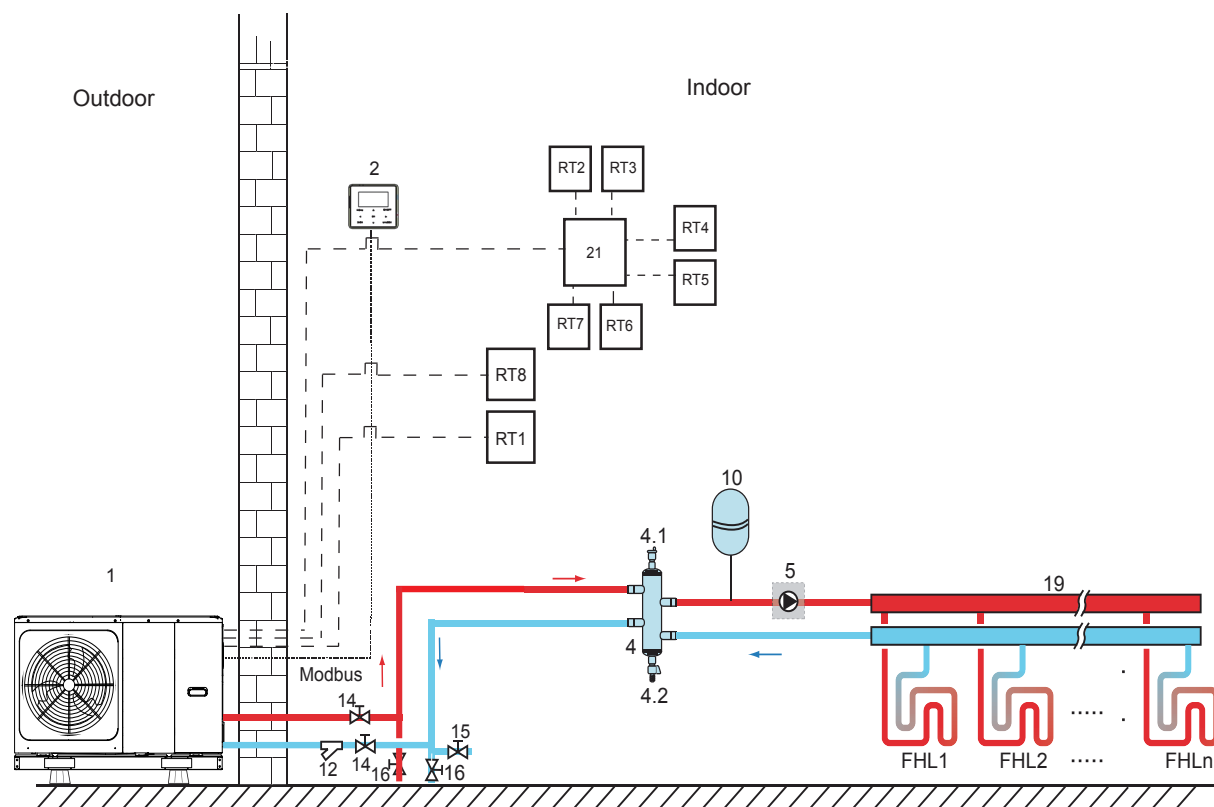 Outdoor
Indoor
2
RT2
RT3
RT4
21
RT5
RT7
RT6
RT8
RT1
10
4.1
1
5
19
4
4.2
Modbus
14
15
12
14
16
16
.....
.
FHL1
FHL2
.....
FHLn